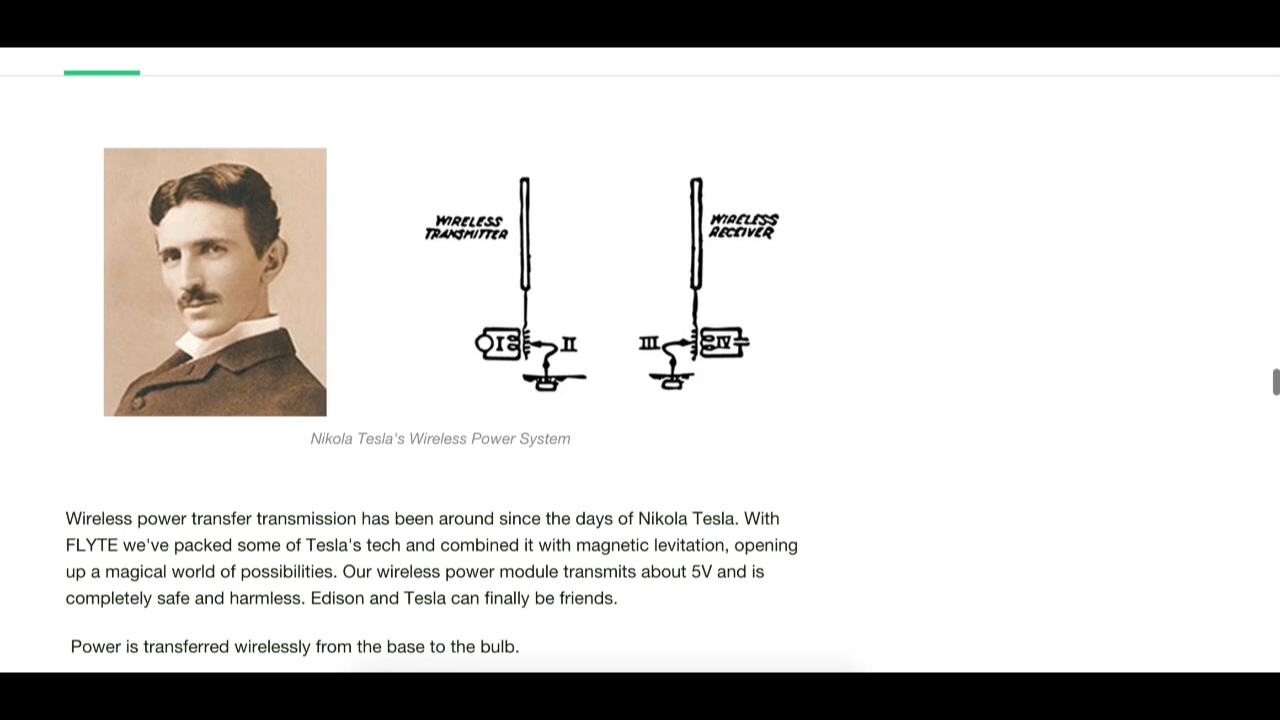 WIRELESS
TRANSMITTER
WIRELESS
RECEIVER
I
II
III
IV
Nikola Tesla's Wireless Power System
Wireless power transfer transmission has been around since the days of Nikola Tesla. With
FLYTE we've packed some of Tesla's tech and combined it with magnetic levitation, opening
up a magical world of possibilities. Our wireless power module transmits about 5V and is
completely safe and harmless. Edison and Tesla can finally be friends.
Power is transferred wirelessly from the base to the bulb.